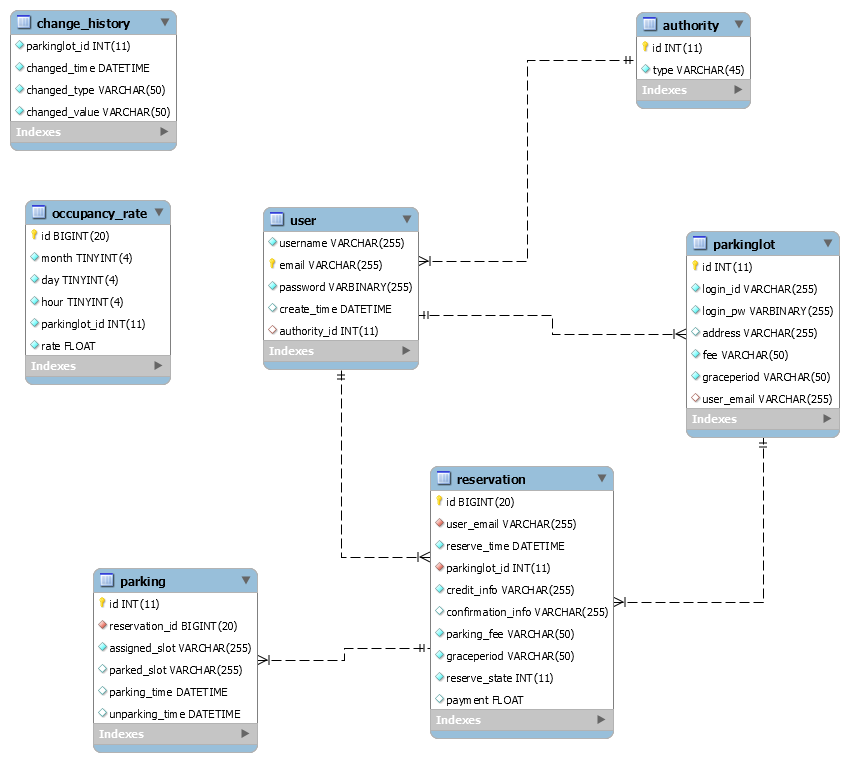 change_history
parkinglot_id INT(11)
changed_time DATETIME
changed_type VARCHAR(50)
changed_value VARCHAR(50)
Indexes
authority
id INT(11)
type VARCHAR(45)
Indexes
occupancy_rate
id BIGINT(20)
month TINYINT(4)
day TINYINT(4)
hour TINYINT(4)
parkinglot_id INT(11)
rate FLOAT
Indexes
user
username VARCHAR(255)
email VARCHAR(255)
password VARBINARY(255)
create_time DATETIME
authority_id INT(11)
Indexes
parkinglot
id INT(11)
login_id VARCHAR(255)
login_pw VARBINARY(255)
address VARCHAR(255)
fee VARCHAR(50)
graceperiod VARCHAR(50)
user_email VARCHAR(255)
Indexes
reservation
id BIGINT(20)
user_email VARCHAR(255)
reserve_time DATETIME
parkinglot_id INT(11)
credit_info VARCHAR(255)
confirmation_info VARCHAR(255)
parking_fee VARCHAR(50)
graceperiod VARCHAR(50)
reserve_state INT(11)
payment FLOAT
Indexes
parking
id INT(11)
reservation_id BIGINT(20)
assigned_slot VARCHAR(255)
parked_slot VARCHAR(255)
parking_time DATETIME
unparking_time DATETIME
Indexes